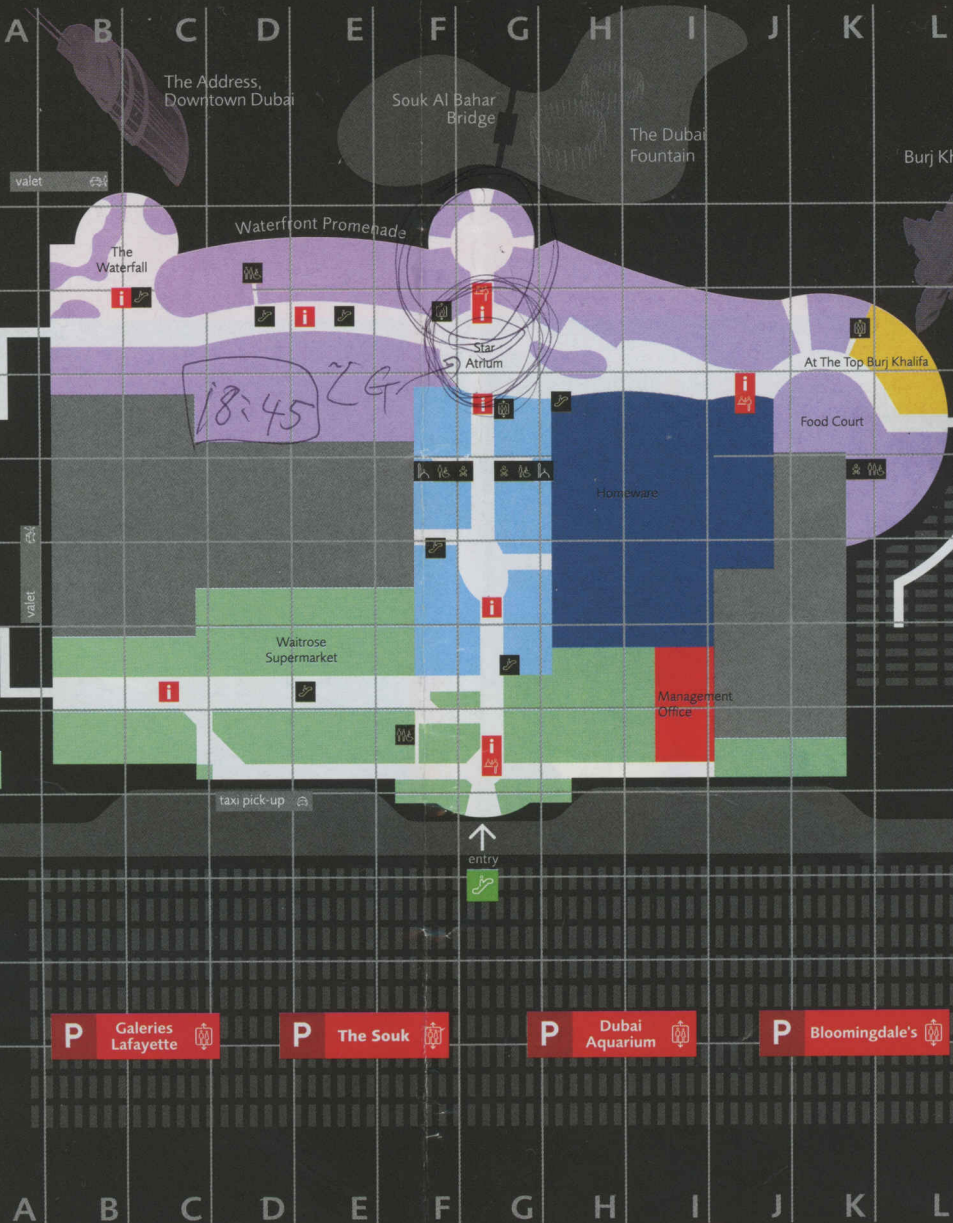 A B C D E F G H I J K L
The Address,
Downtown Dubai
Souk Al Bahar
Bridge
The Dubai
Fountain
Burj Kh
valet
Waterfront Promenade
The
Waterfall
i
i
i
Star
Atrium
At The Top Burj Khalifa
18:45
LG
i
i
Food Court
Homeware
valet
i
Waitrose
Supermarket
i
Management
Office
i
taxi pick-up
entry
P Galeries
Lafayette
P The Souk
P Dubai
Aquarium
P Bloomingdale's
A B C D E F G H I J K L